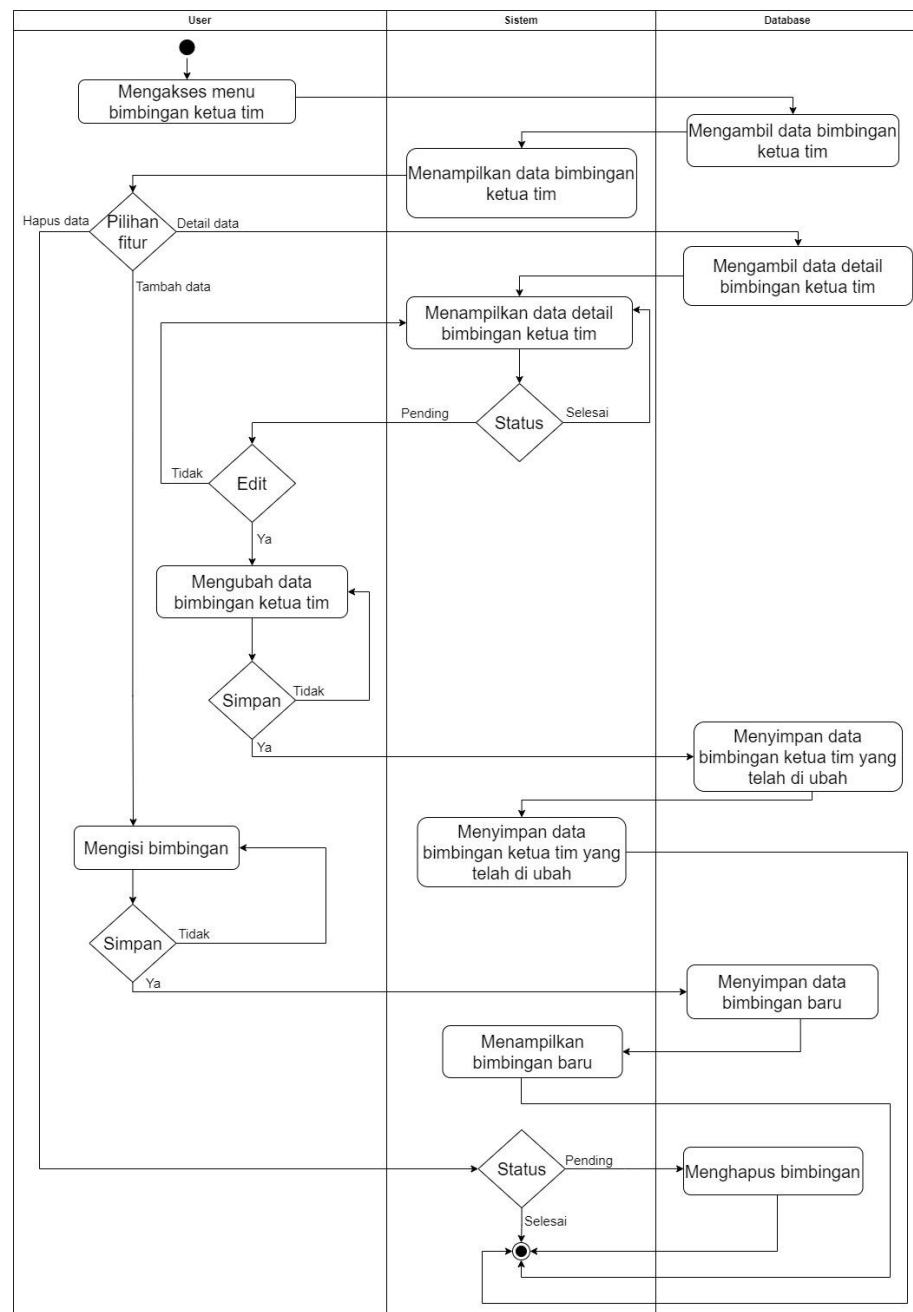 User
Sistem
Database
Mengakses menu
bimbingan ketua tim
Mengambil data bimbingan
ketua tim
Menampilkan data bimbingan
ketua tim
Hapus data
Pilihan
fitur
Detail data
Tambah data
Mengambil data detail
bimbingan ketua tim
Menampilkan data detail
bimbingan ketua tim
Pending
Status
Selesai
Tidak
Edit
Ya
Mengubah data
bimbingan ketua tim
Simpan
Tidak
Ya
Menyimpan data
bimbingan ketua tim yang
telah di ubah
Menyimpan data
bimbingan ketua tim yang
telah di ubah
Mengisi bimbingan
Simpan
Tidak
Ya
Menyimpan data
bimbingan baru
Menampilkan
bimbingan baru
Status
Pending
Menghapus bimbingan
Selesai